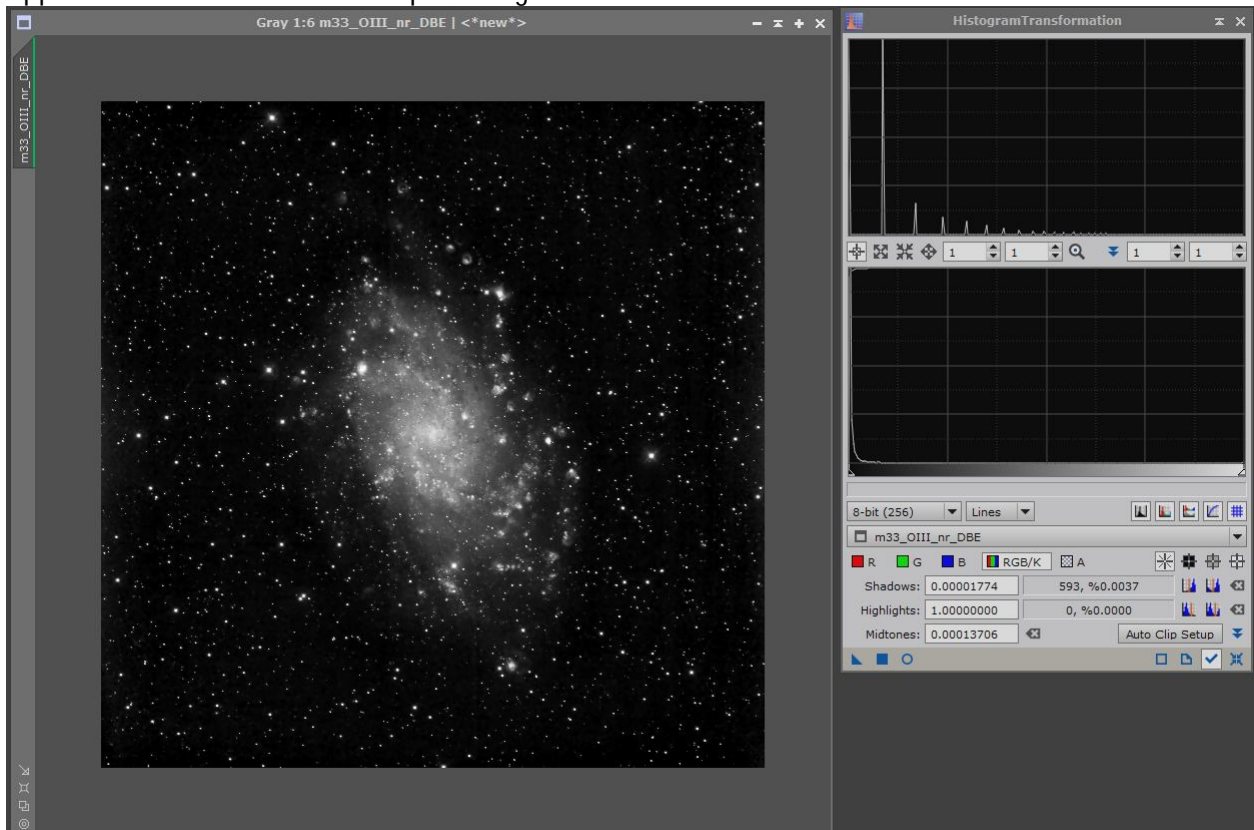 Gray 1:6 m33_OIII_nr_DBE | <*new*>
m33_OIII_nr_DBE
HistogramTransformation
1 1 1 1
8-bit (256) Lines
m33_OIII_nr_DBE
R G B RGB/K A
Shadows: 0.00001774 593, %0.0037
Highlights: 1.00000000 0, %0.0000
Midtones: 0.00013706 Auto Clip Setup